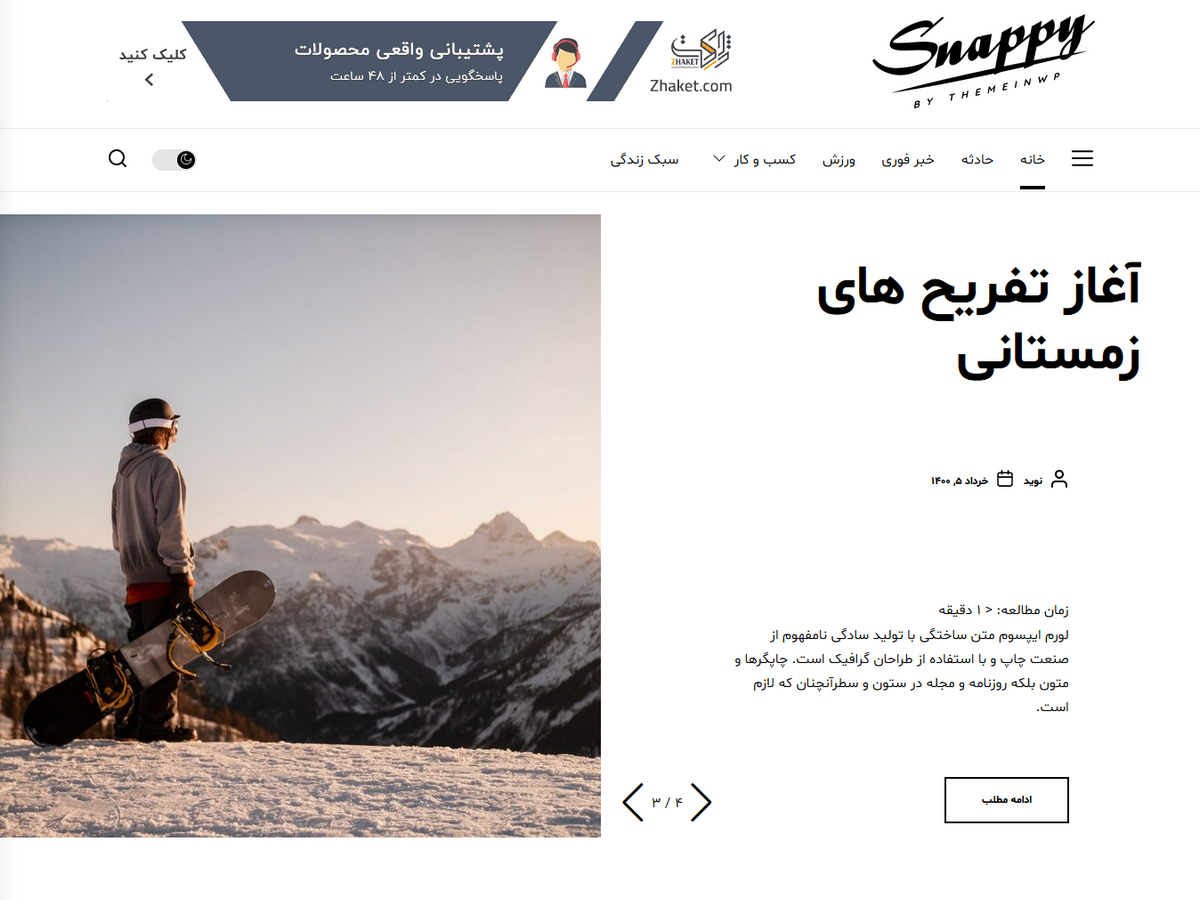 Snappy
BY THEMEINWP
ژاکت
ZHAKET
Zhaket.com
پشتیبانی واقعی محصولات
پاسخگویی در کمتر از ۴۸ ساعت
کلیک کنید
خانه
حادثه
خبر فوری
ورزش
کسب و کار
سبک زندگی
آغاز تفریح های
زمستانی
نوید
خرداد ۵, ۱۴۰۰
زمان مطالعه: < ۱ دقیقه
لورم ایپسوم متن ساختگی با تولید سادگی نامفهوم از
صنعت چاپ و با استفاده از طراحان گرافیک است. چاپگرها و
متون بلکه روزنامه و مجله در ستون و سطرآنچنان که لازم
است.
ادامه مطلب
۳ / ۴